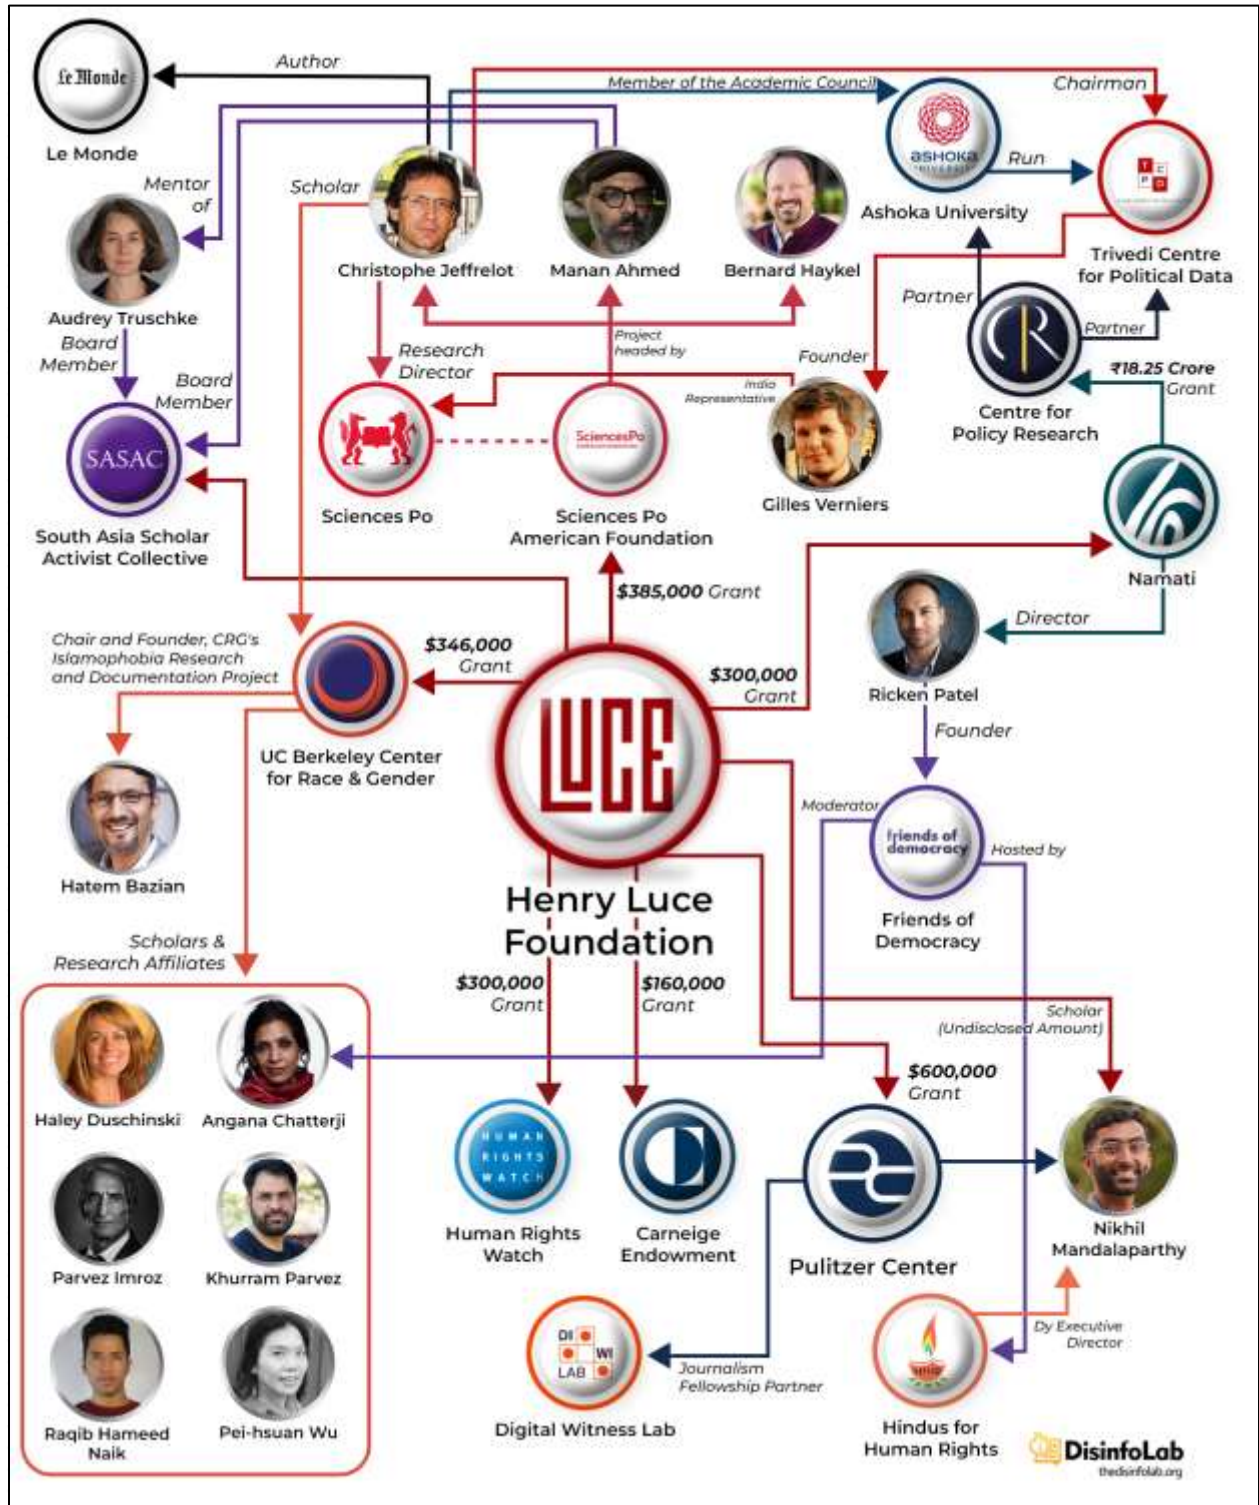 Le Monde
Author
Member of the Academic Council
Chairman
Le Monde
ASHOKA
UNIVERSITY
Run
T C
P D
Mentor
of
Scholar
Ashoka University
Trivedi Centre
for Political Data
Christophe Jeffrelot
Manan Ahmed
Bernard Haykel
Audrey Truschke
Board
Member
Partner
Partner
Project
headed by
Research
Director
Founder
India
Representative
₹18.25 Crore
Grant
Board
Member
Centre for
Policy Research
SASAC
SciencesPo
Gilles Verniers
Sciences Po
Sciences Po
American Foundation
South Asia Scholar
Activist Collective
Namati
$385,000 Grant
Director
Chair and Founder, CRG's
Islamophobia Research
and Documentation Project
$346,000
Grant
$300,000
Grant
Ricken Patel
Founder
UC Berkeley Center
for Race & Gender
LUCE
Moderator
friends of
democracy
Hosted by
Hatem Bazian
Henry Luce
Foundation
Friends of
Democracy
Scholars &
Research Affiliates
$300,000
Grant
$160,000
Grant
Scholar
(Undisclosed Amount)
$600,000
Grant
Haley Duschinski
Angana Chatterji
HUMAN
RIGHTS
WATCH
Parvez Imroz
Khurram Parvez
Human Rights
Watch
Carneige
Endowment
Pulitzer Center
Nikhil
Mandalaparthy
Dy Executive
Director
DI
WI
LAB
Journalism
Fellowship Partner
Raqib Hameed
Naik
Pei-hsuan Wu
Digital Witness Lab
Hindus for
Human Rights
DisinfoLab
thedisinfolab.org